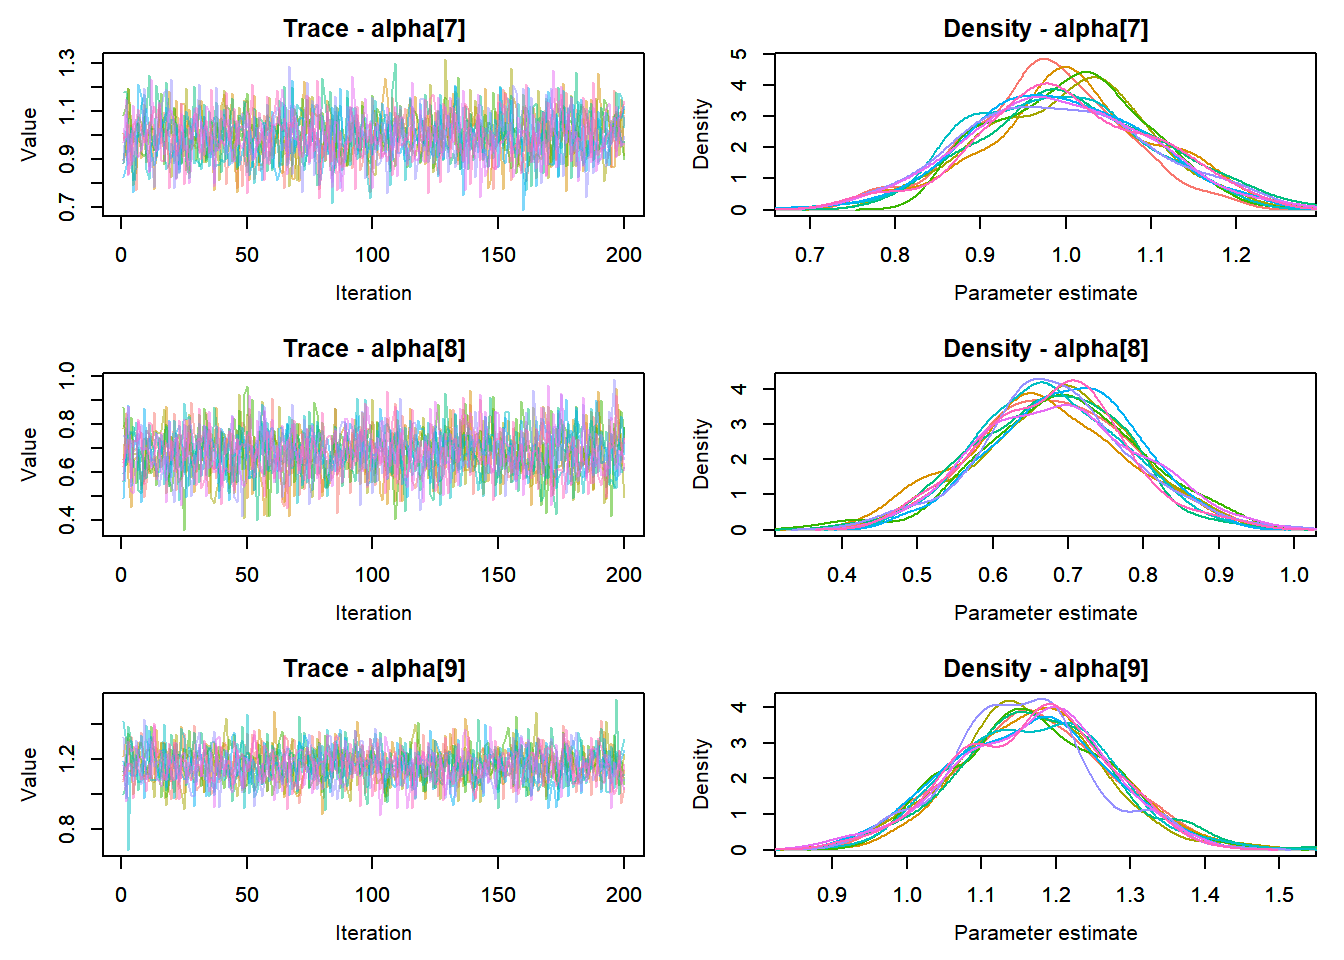 Trace - alpha[7]
Value
0.7 0.9 1.1 1.3
0 50 100 150 200
Iteration
Density - alpha[7]
Density
0 1 2 3 4 5
0.7 0.8 0.9 1.0 1.1 1.2
Parameter estimate
Trace - alpha[8]
Value
0.4 0.6 0.8 1.0
0 50 100 150 200
Iteration
Density - alpha[8]
Density
0 1 2 3 4
0.4 0.5 0.6 0.7 0.8 0.9 1.0
Parameter estimate
Trace - alpha[9]
Value
0.8 1.2
0 50 100 150 200
Iteration
Density - alpha[9]
Density
0 1 2 3 4
0.9 1.0 1.1 1.2 1.3 1.4 1.5
Parameter estimate